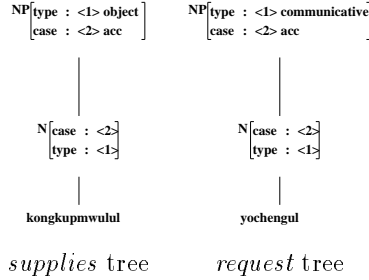 NP type : <1> object
case : <2> acc
N case : <2>
type : <1>
kongkupmwulul
supplies tree
NP type : <1> communicative
case : <2> acc
N case : <2>
type : <1>
yochengul
request tree